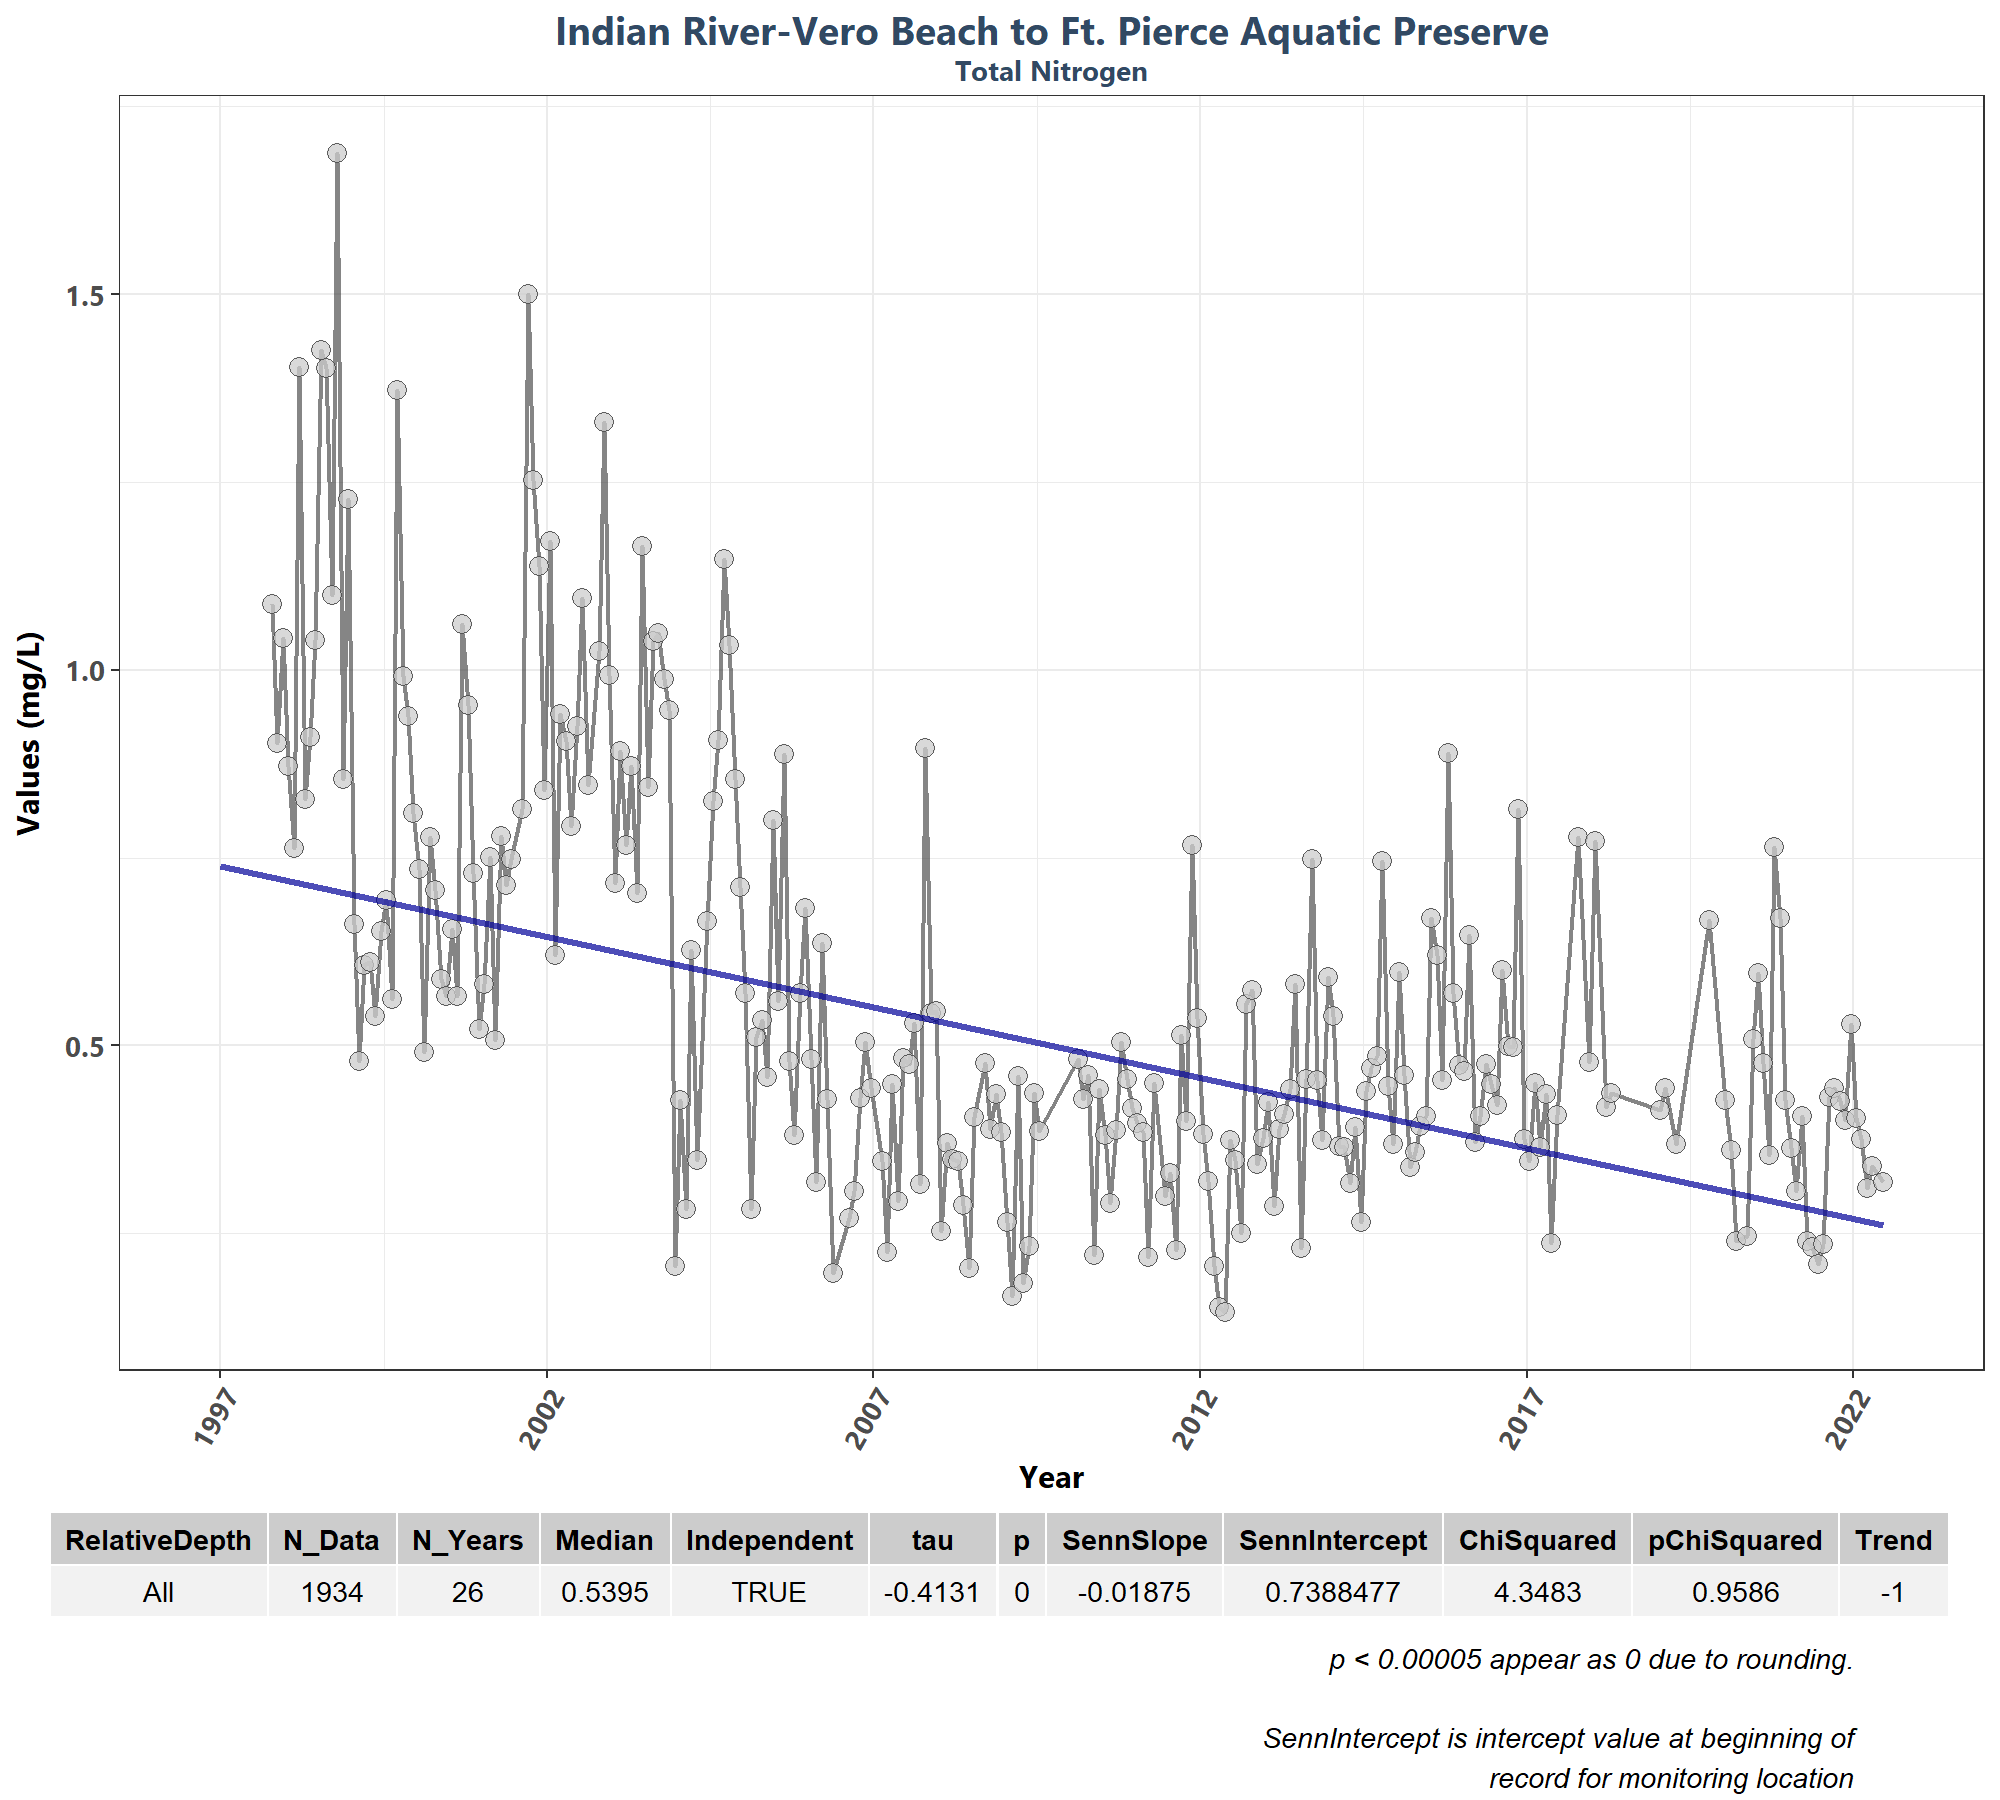 Indian River-Vero Beach to Ft. Pierce Aquatic Preserve
Total Nitrogen
Values (mg/L)
1.5
1.0
0.5
1997 2002 2007 2012 2017 2022
Year
RelativeDepth N_Data N_Years Median Independent tau p SennSlope SennIntercept ChiSquared pChiSquared Trend
All 1934 26 0.5395 TRUE -0.4131 0 -0.01875 0.7388477 4.3483 0.9586 -1
p < 0.00005 appear as 0 due to rounding.
SennIntercept is intercept value at beginning of
record for monitoring location